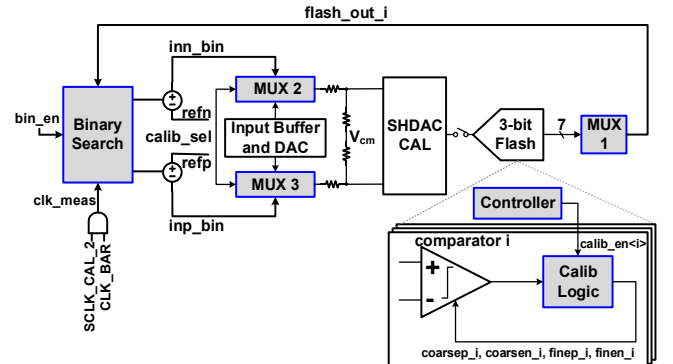 flash_out_i
inn_bin
MUX 2
refn
bin_en
Binary
Search
calib_sel
Input Buffer
and DAC
Vcm
SHDAC
CAL
3-bit
Flash
7
MUX
1
refp
MUX 3
clk_meas
inp_bin
SCLK_CAL_2
CLK_BAR
Controller
comparator i
calib_en<i>
+
-
Calib
Logic
coarsep_i, coarsen_i, finep_i, finen_i